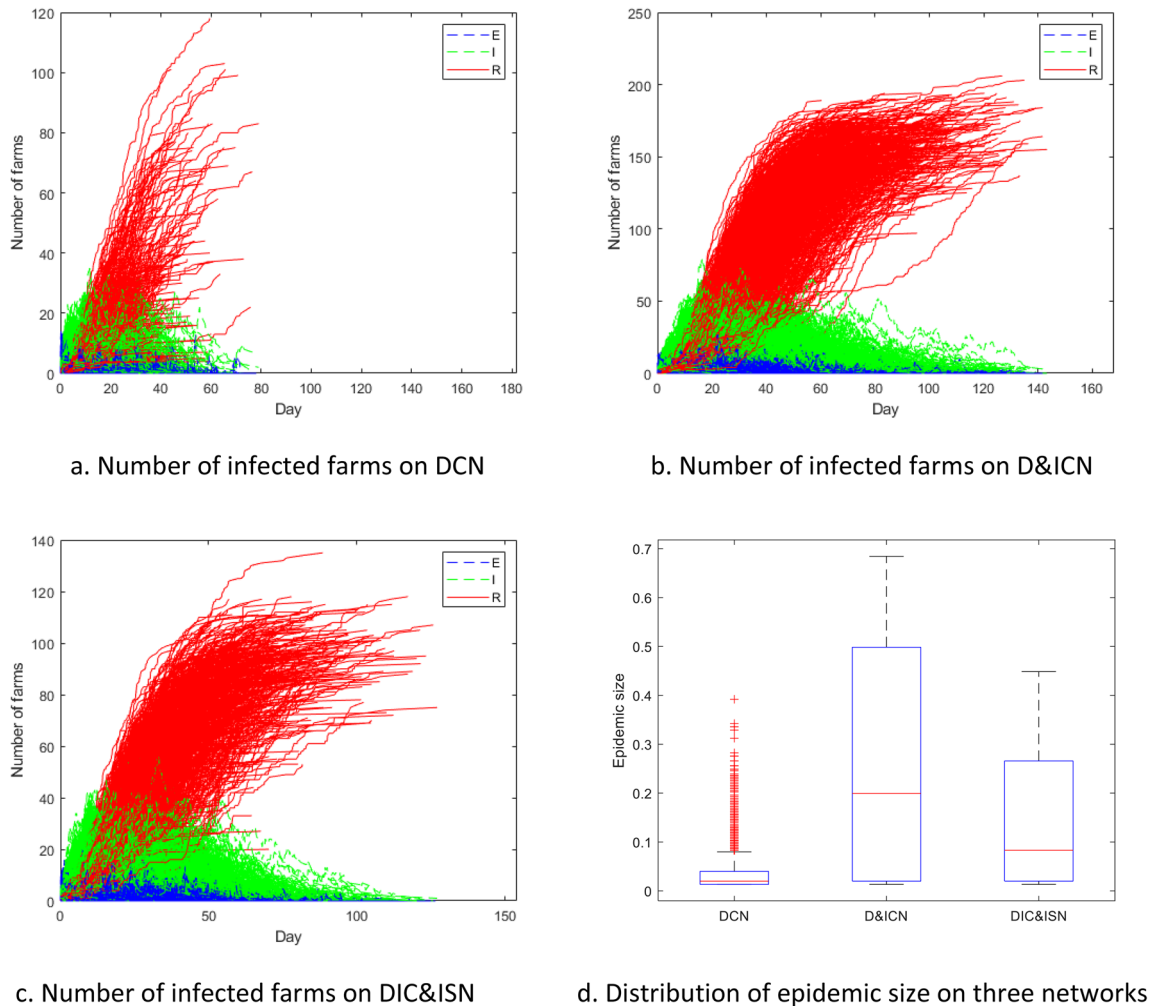 120
100
80
60
40
20
0
Number of farms
E
I
R
0 20 40 60 80 100 120 140 160 180
Day
a. Number of infected farms on DCN
250
200
150
100
50
0
Number of farms
E
I
R
0 20 40 60 80 100 120 140 160
Day
b. Number of infected farms on D&ICN
140
120
100
80
60
40
20
0
Number of farms
E
I
R
0 50 100 150
Day
c. Number of infected farms on DIC&ISN
0.7
0.6
0.5
0.4
0.3
0.2
0.1
0
Epidemic size
DCN D&ICN DIC&ISN
d. Distribution of epidemic size on three networks